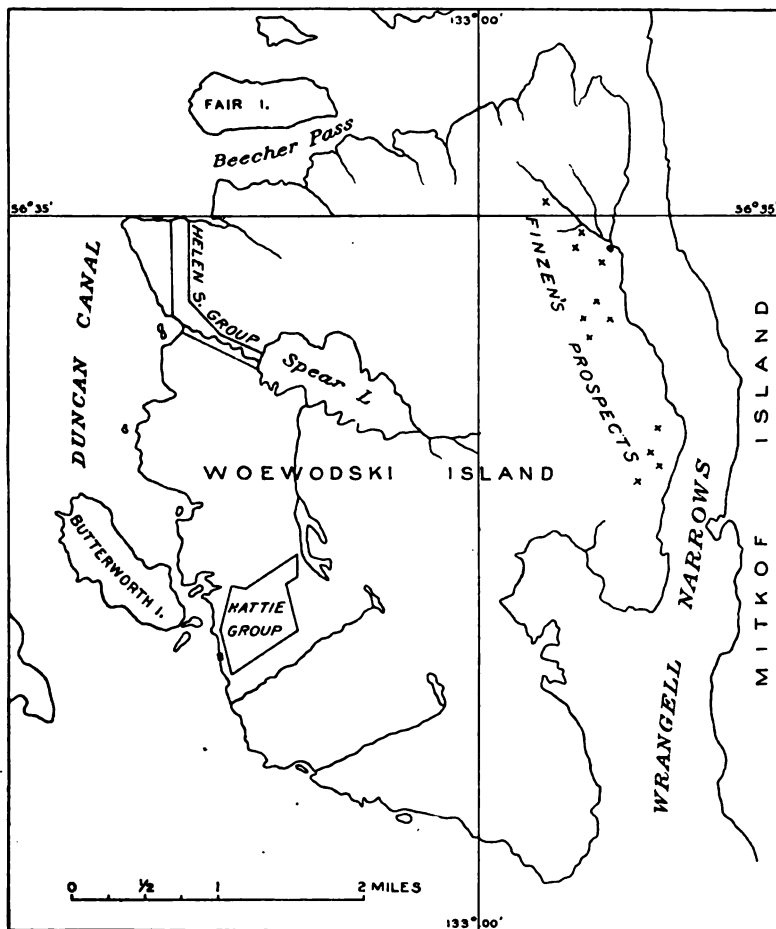 133°00'
FAIR I.
Beecher Pass
56°35'
56°35'
HELEN S. GROUP
FINZEN'S PROSPECTS
DUNCAN CANAL
Spear L
WOEWODSKI ISLAND
MITKOF ISLAND
BUTTERWORTH I.
HATTIE
GROUP
WRANGELL NARROWS
0 ½ 1 2 MILES
133°00'